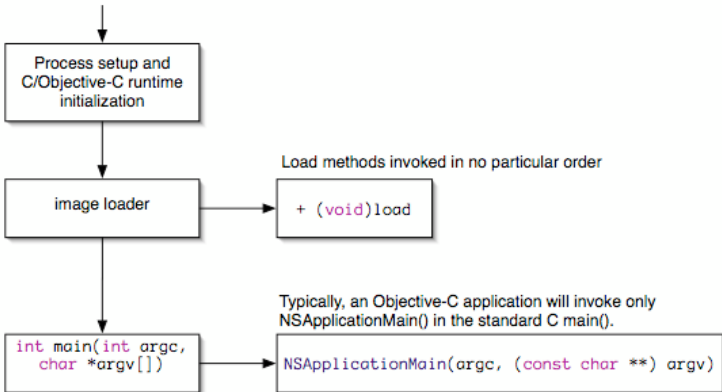 Process setup and
C/Objective-C runtime
initialization
Load methods invoked in no particular order
image loader
+ (void)load
Typically, an Objective-C application will invoke only
NSApplicationMain() in the standard C main().
int main(int argc,
char *argv[])
NSApplicationMain(argc, (const char **) argv)